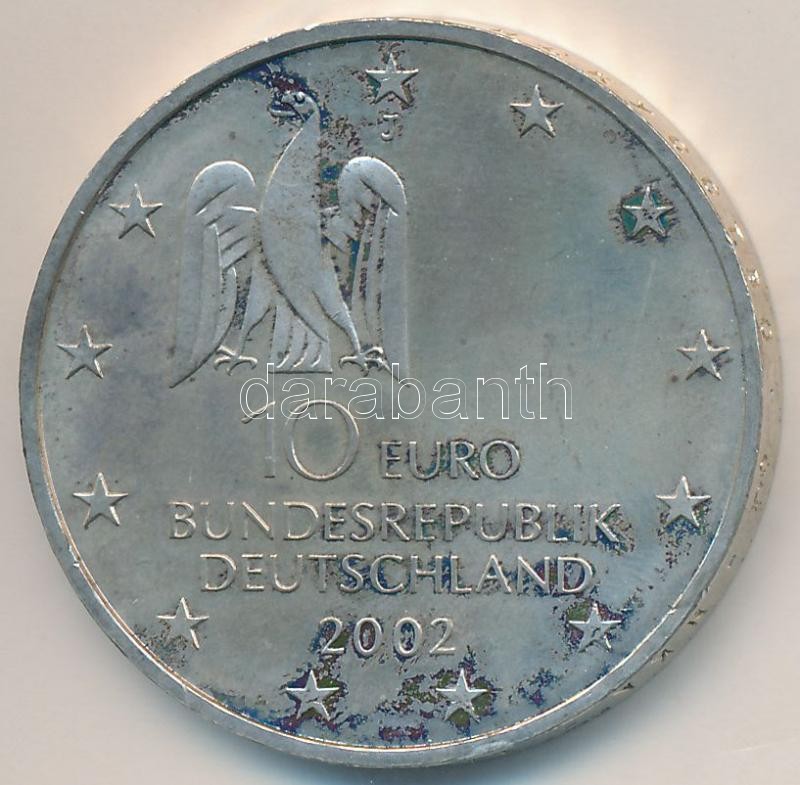 J
darabanth
10 EURO
BUNDESREPUBLIK
DEUTSCHLAND
2002